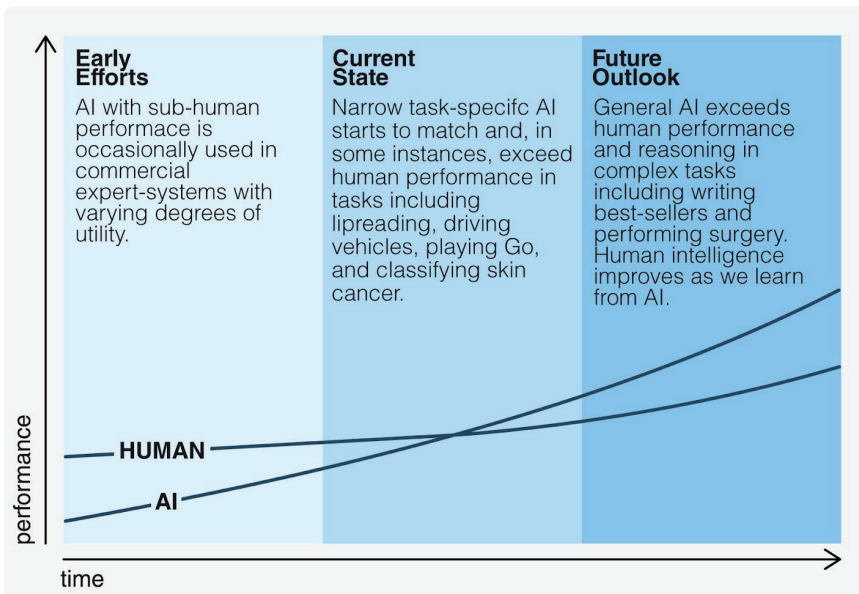 Early
Efforts
AI with sub-human
performace is
occasionally used in
commercial
expert-systems with
varying degrees of
utility.
Current
State
Narrow task-specifc AI
starts to match and, in
some instances, exceed
human performance in
tasks including
lipreading, driving
vehicles, playing Go,
and classifying skin
cancer.
Future
Outlook
General AI exceeds
human performance
and reasoning in
complex tasks
including writing
best-sellers and
performing surgery.
Human intelligence
improves as we learn
from AI.
HUMAN
AI
performance
time